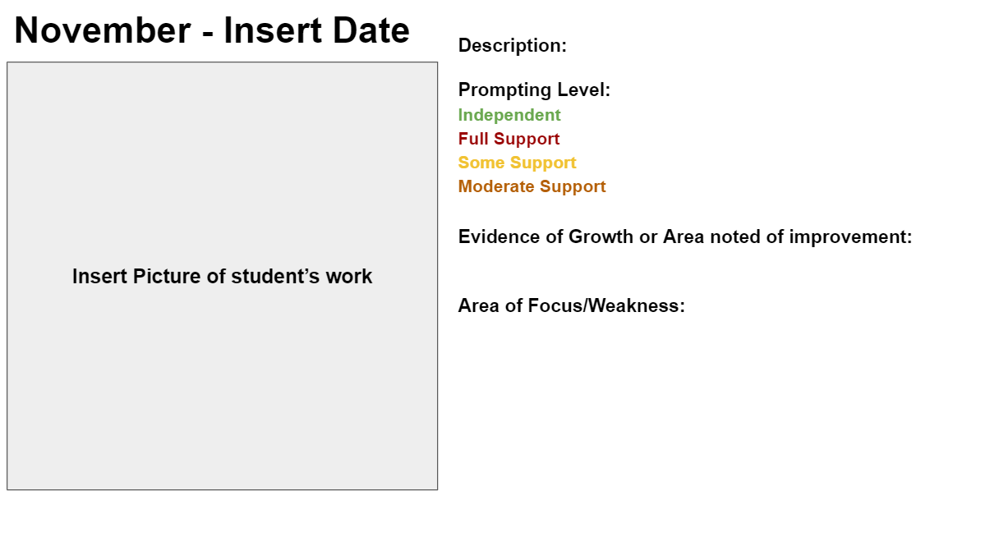 November - Insert Date
Insert Picture of student’s work
Description:
Prompting Level:
Independent
Full Support
Some Support
Moderate Support
Evidence of Growth or Area noted of improvement:
Area of Focus/Weakness: